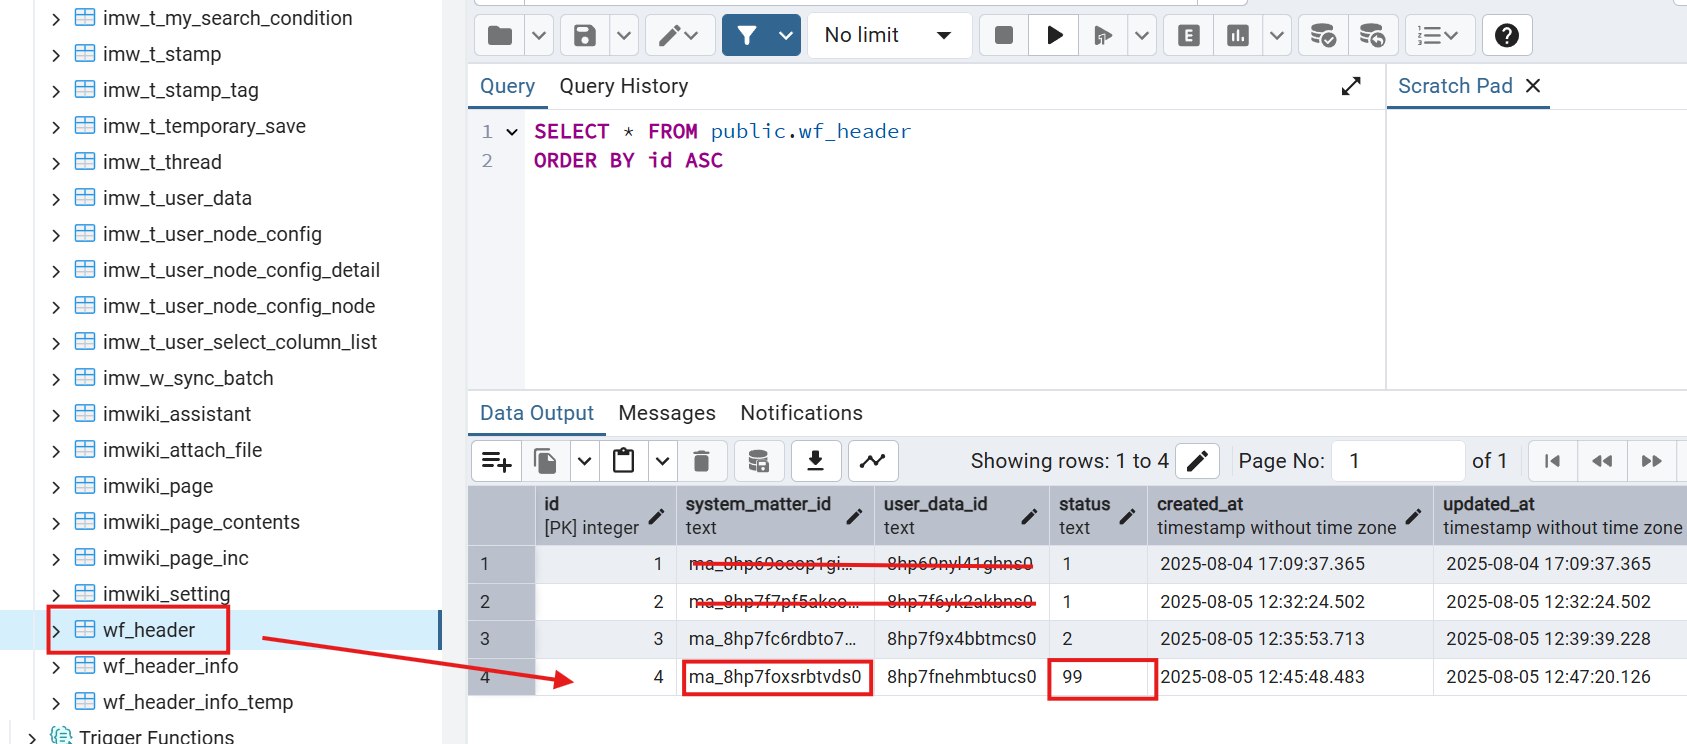 imw_t_my_search_condition
imw_t_stamp
imw_t_stamp_tag
imw_t_temporary_save
imw_t_thread
imw_t_user_data
imw_t_user_node_config
imw_t_user_node_config_detail
imw_t_user_node_config_node
imw_t_user_select_column_list
imw_w_sync_batch
imwiki_assistant
imwiki_attach_file
imwiki_page
imwiki_page_contents
imwiki_page_inc
imwiki_setting
wf_header
wf_header_info
wf_header_info_temp
Trigger Functions
No limit
E
Query Query History
Scratch Pad
1 SELECT * FROM public.wf_header
2 ORDER BY id ASC
Data Output Messages Notifications
Showing rows: 1 to 4 Page No: 1 of 1
id system_matter_id user_data_id status created_at updated_at
[PK] integer text text text timestamp without time zone timestamp without time zone
1 1 1 2025-08-04 17:09:37.365 2025-08-04 17:09:37.365
2 2 1 2025-08-05 12:32:24.502 2025-08-05 12:32:24.502
3 3 ma_8hp7fc6rdbto7... 8hp7f9x4bbtmcs0 2 2025-08-05 12:35:53.713 2025-08-05 12:39:39.228
4 4 ma_8hp7foxsrbtvds0 8hp7fnehmbtucs0 99 2025-08-05 12:45:48.483 2025-08-05 12:47:20.126